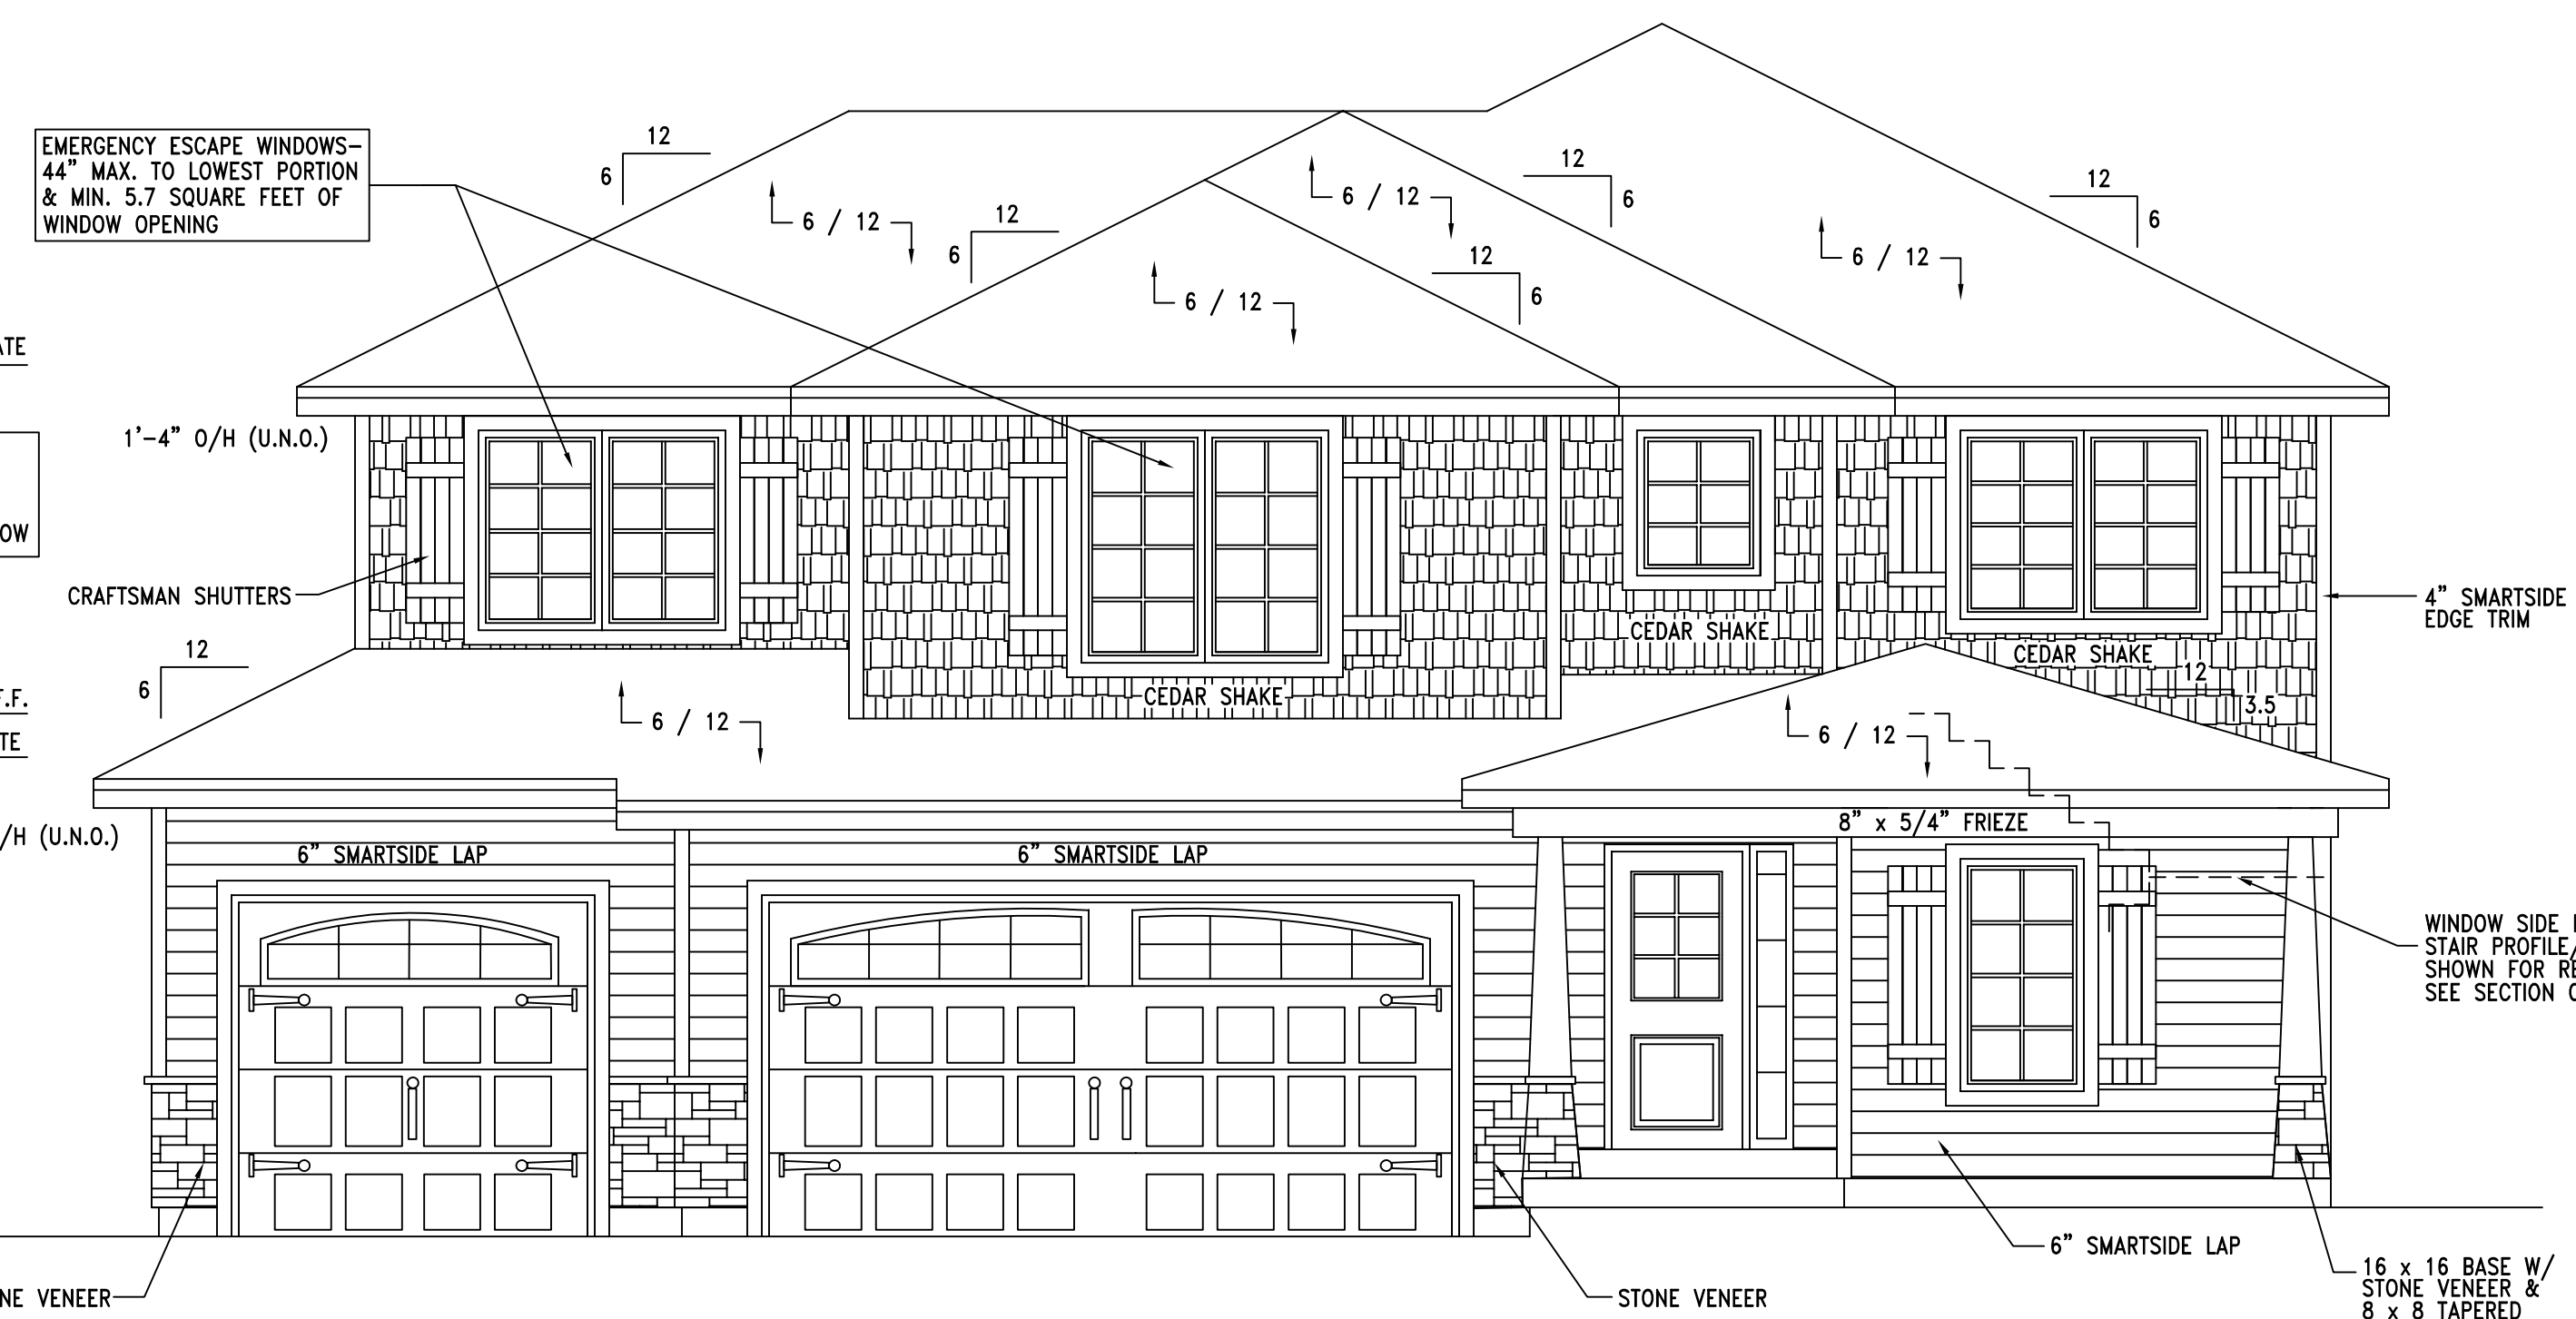 EMERGENCY ESCAPE WINDOWS-
44" MAX. TO LOWEST PORTION
& MIN. 5.7 SQUARE FEET OF
WINDOW OPENING
12
6
6 / 12
12
6
6 / 12
6 / 12
12
6
12
6
6 / 12
12
6
ATE
1'-4" O/H (U.N.O.)
OW
CRAFTSMAN SHUTTERS
4" SMARTSIDE
EDGE TRIM
CEDAR SHAKE
CEDAR SHAKE
CEDAR SHAKE
12
6
12
3.5
F.F.
TE
6 / 12
6 / 12
/H (U.N.O.)
8" x 5/4" FRIEZE
6" SMARTSIDE LAP
6" SMARTSIDE LAP
WINDOW SIDE
STAIR PROFILE/
SHOWN FOR RE
SEE SECTION
6" SMARTSIDE LAP
16 x 16 BASE W/
STONE VENEER &
8 x 8 TAPERED
NE VENEER
STONE VENEER